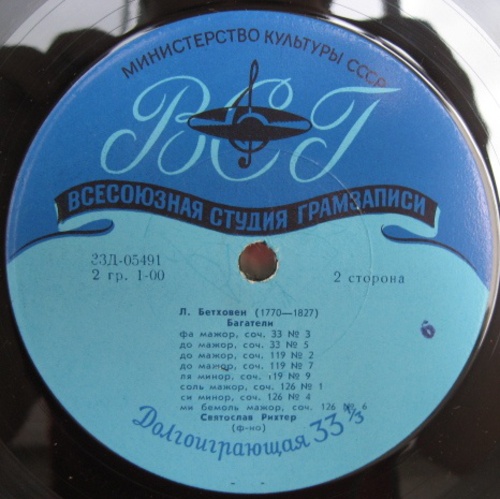 МИНИСТЕРСТВО КУЛЬТУРЫ СССР
ВСГ
ВСЕСОЮЗНАЯ СТУДИЯ ГРАМЗАПИСИ
33Д-05491
2 гр. 1-00
2 сторона
Л. Бетховен (1770—1827)
Багатели
фа мажор, соч. 33 № 3
до мажор, соч. 33 № 5
до мажор, соч. 119 № 2
до мажор, соч. 119 № 7
ля минор, соч. 119 № 9
соль мажор, соч. 126 № 1
си минор, соч. 126 № 4
ми бемоль мажор, соч. 126 № 6
Святослав Рихтер
(ф-но)
Долгоиграющая 33⅓
6